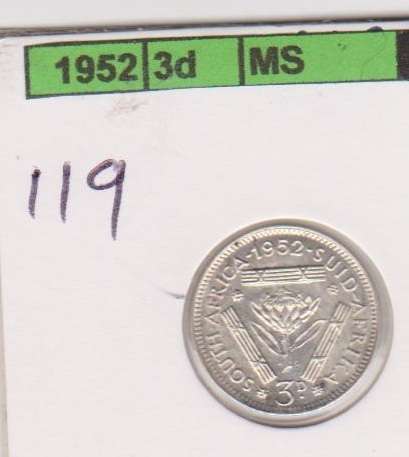 1952 3d MS
119
SOUTH AFRICA·1952·SUID-AFRIKA
3D